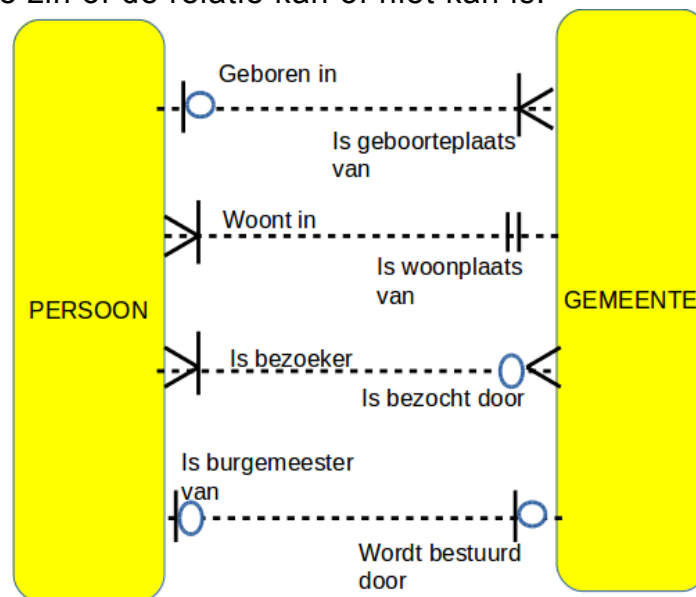 Geboren in
Is geboorteplaats
van
Woont in
Is woonplaats
van
PERSOON
GEMEENTE
Is bezoeker
Is bezocht door
Is burgemeester
van
Wordt bestuurd
door